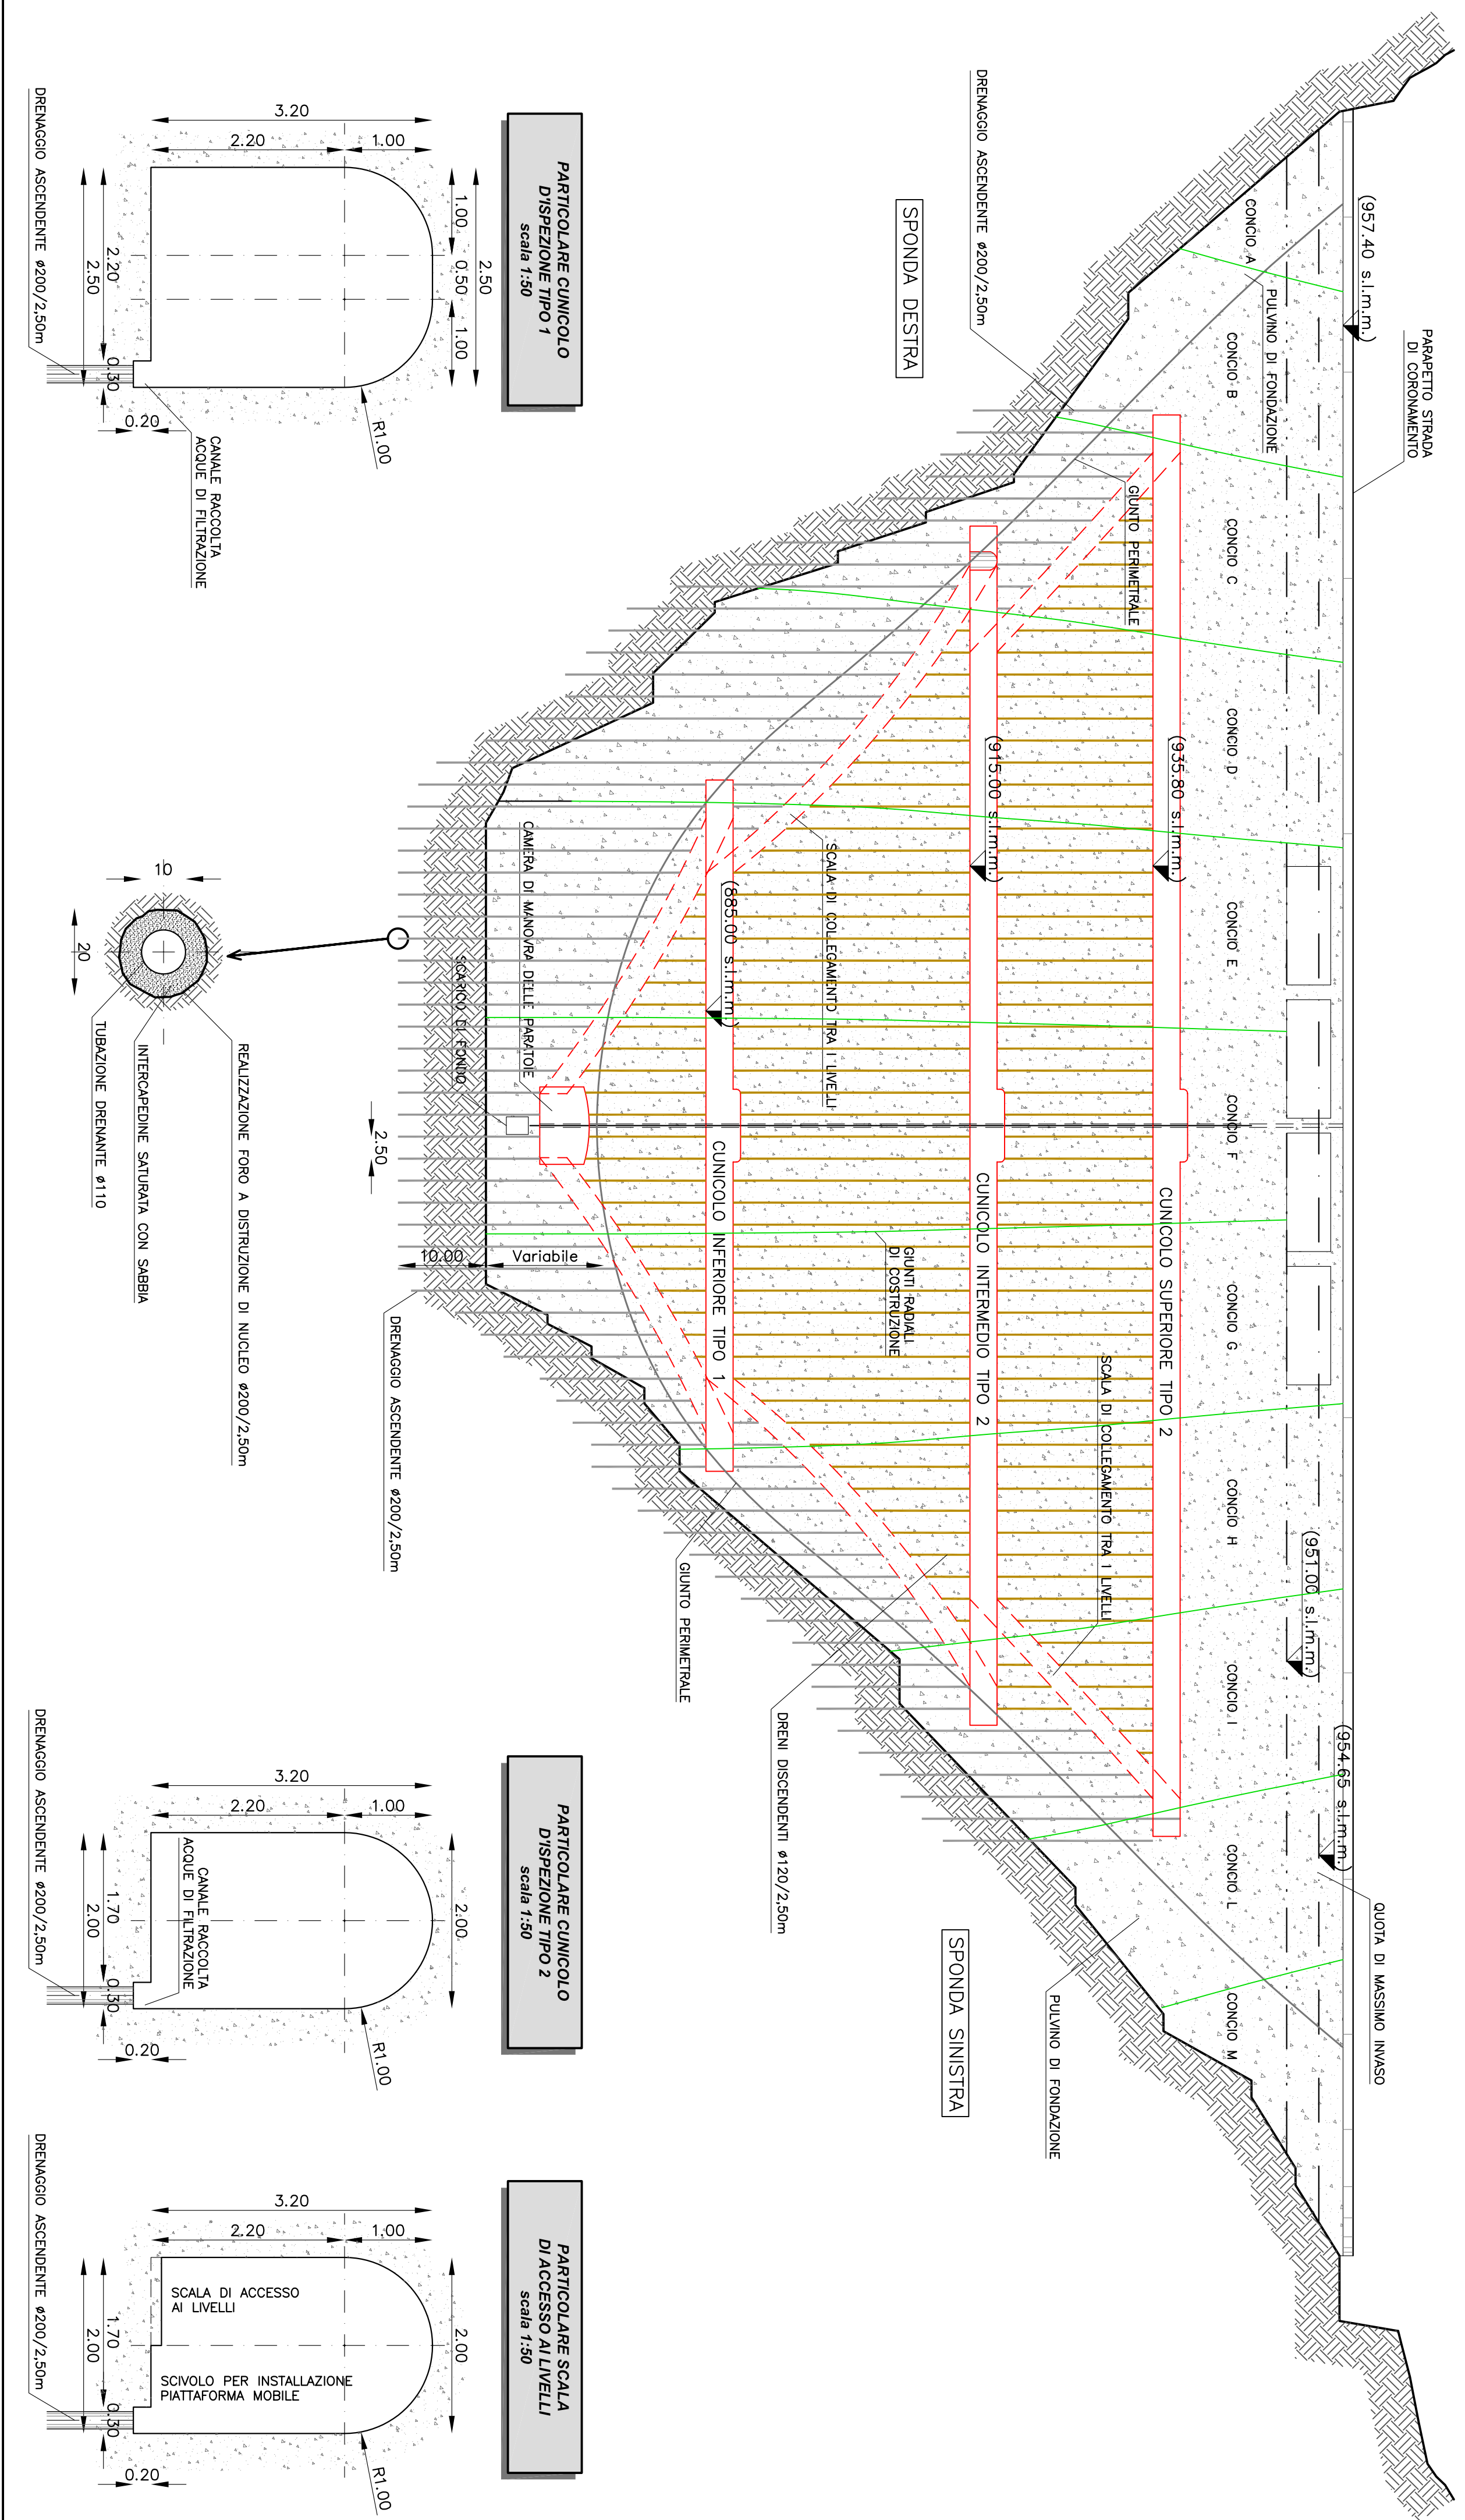 PARAPETTO STRADA
DI CORONAMENTO
(957.40 s.l.m.m.)
QUOTA DI MASSIMO INVASO
(954.65 s.l.m.m.)
(951.00 s.l.m.m.)
CONCIO A
CONCIO B
CONCIO C
CONCIO D
CONCIO E
CONCIO F
CONCIO G
CONCIO H
CONCIO I
CONCIO L
CONCIO M
PULVINO DI FONDAZIONE
(935.80 s.l.m.m.)
CUNICOLO SUPERIORE TIPO 2
GIUNTO PERIMETRALE
SCALA DI COLLEGAMENTO TRA I LIVELLI
PULVINO DI FONDAZIONE
DRENAGGIO ASCENDENTE ø200/2,50m
(915.00 s.l.m.m.)
CUNICOLO INTERMEDIO TIPO 2
SPONDA DESTRA
SPONDA SINISTRA
GIUNTI RADIALI
DI COSTRUZIONE
SCALA DI COLLEGAMENTO TRA I LIVELLI
DRENI DISCENDENTI ø120/2,50m
(885.00 s.l.m.m.)
CUNICOLO INFERIORE TIPO 1
GIUNTO PERIMETRALE
CAMERA DI MANOVRA DELLE PARATOIE
SCARICO DI FONDO
Variabile
10.00
2.50
DRENAGGIO ASCENDENTE ø200/2,50m
PARTICOLARE CUNICOLO
D'ISPEZIONE TIPO 1
scala 1:50
2.50
1.00
0.50
1.00
R1.00
3.20
1.00
2.20
0.20
2.20
0.30
2.50
CANALE RACCOLTA
ACQUE DI FILTRAZIONE
DRENAGGIO ASCENDENTE ø200/2,50m
10
20
REALIZZAZIONE FORO A DISTRUZIONE DI NUCLEO ø200/2,50m
INTERCAPEDINE SATURATA CON SABBIA
TUBAZIONE DRENANTE ø110
PARTICOLARE CUNICOLO
D'ISPEZIONE TIPO 2
scala 1:50
2.00
R1.00
3.20
1.00
2.20
CANALE RACCOLTA
ACQUE DI FILTRAZIONE
0.20
1.70
0.30
2.00
DRENAGGIO ASCENDENTE ø200/2,50m
PARTICOLARE SCALA
DI ACCESSO AI LIVELLI
scala 1:50
2.00
R1.00
3.20
1.00
2.20
SCALA DI ACCESSO
AI LIVELLI
SCIVOLO PER INSTALLAZIONE
PIATTAFORMA MOBILE
0.20
1.70
0.30
2.00
DRENAGGIO ASCENDENTE ø200/2,50m